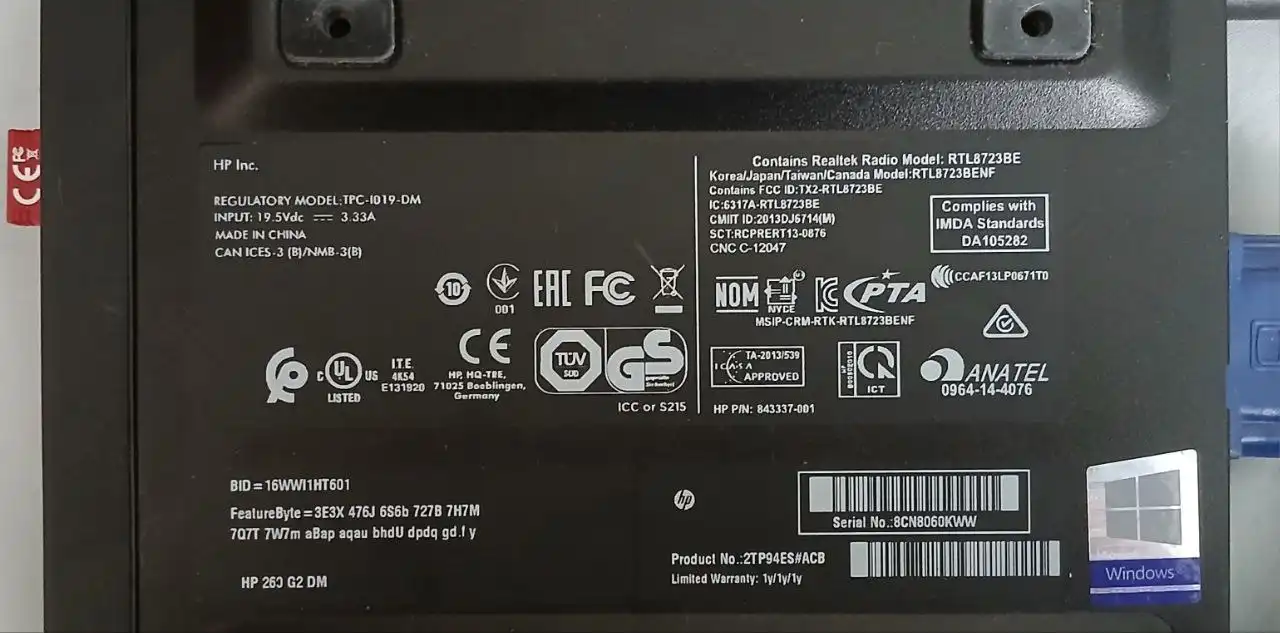 HP Inc.
REGULATORY MODEL:TPC-I019-DM
INPUT: 19.5Vdc ⎓ 3.33A
MADE IN CHINA
CAN ICES-3 (B)/NMB-3(B)
10
001
EAC
FC
CE
UL
C US
LISTED
I.T.E.
4K54
E131920
HP, HQ-TRE,
71025 Boeblingen,
Germany
TÜV
SÜD
GS
ICC or S215
Contains Realtek Radio Model: RTL8723BE
Korea/Japan/Taiwan/Canada Model:RTL8723BENF
Contains FCC ID:TX2-RTL8723BE
IC:6317A-RTL8723BE
CMIIT ID:2013DJ6714(M)
SCT:RCPRERT13-0876
CNC C-12047
Complies with
IMDA Standards
DA105282
NOM
NYCE
PTA
CCAF13LP0671T0
MSIP-CRM-RTK-RTL8723BENF
ICASA
TA-2013/539
APPROVED
ICT
ANATEL
0964-14-4076
HP P/N: 843337-001
BID=16WWI1HT601
FeatureByte=3E3X 476J 6S6b 727B 7H7M
7Q7T 7W7m aBap aqau bhdU dpdq gd.f y
HP 260 G2 DM
hp
Serial No.:8CN8060KWW
Product No.:2TP94ES#ACB
Limited Warranty: 1y/1y/1y
Windows
CE